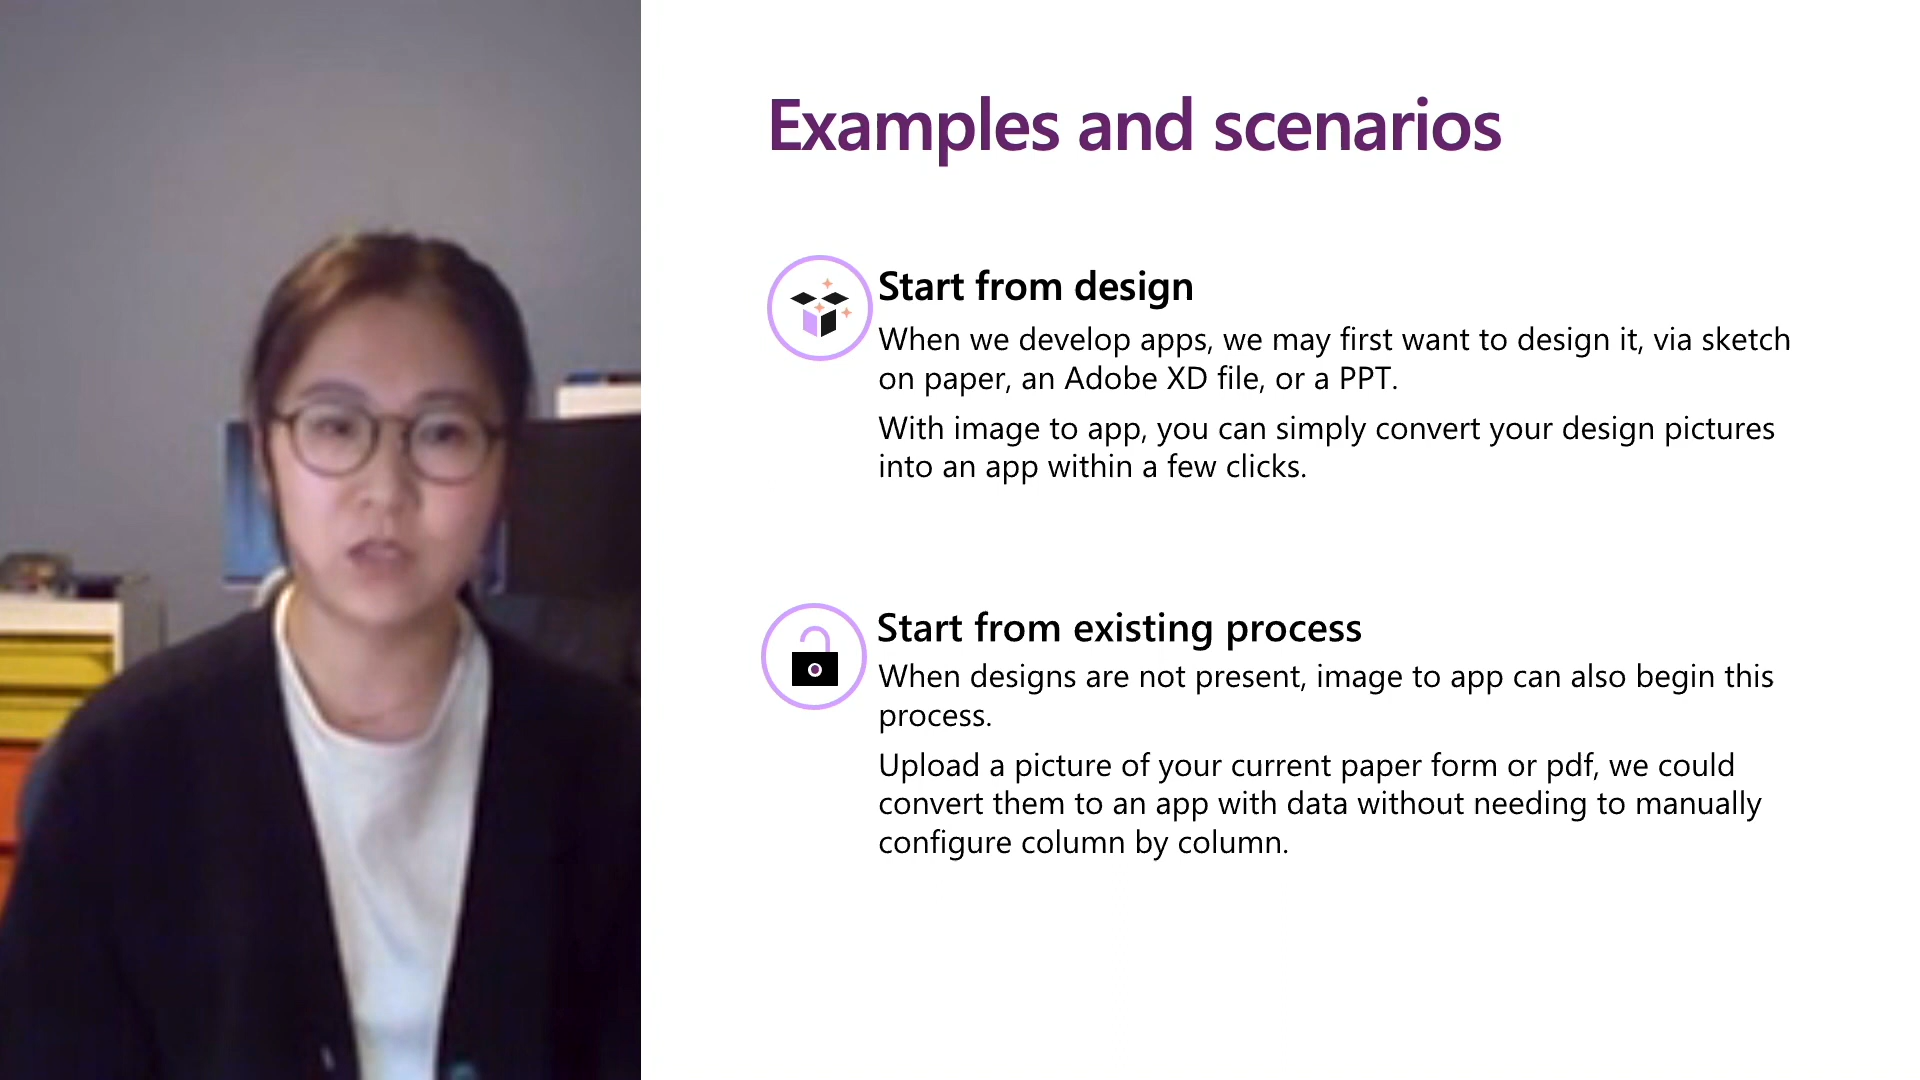 Examples and scenarios
Start from design
When we develop apps, we may first want to design it, via sketch
on paper, an Adobe XD file, or a PPT.
With image to app, you can simply convert your design pictures
into an app within a few clicks.
Start from existing process
When designs are not present, image to app can also begin this
process.
Upload a picture of your current paper form or pdf, we could
convert them to an app with data without needing to manually
configure column by column.